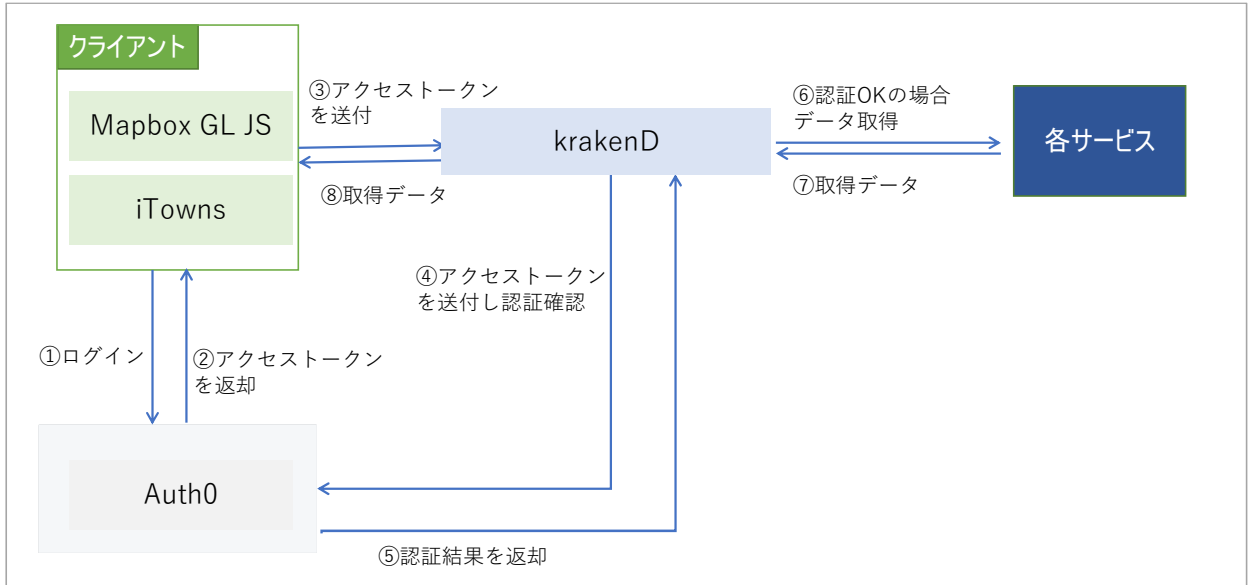 クライアント
Mapbox GL JS
iTowns
③アクセストークン
を送付
krakenD
⑥認証OKの場合
データ取得
各サービス
⑧取得データ
⑦取得データ
④アクセストークン
を送付し認証確認
①ログイン
②アクセストークン
を返却
Auth0
⑤認証結果を返却